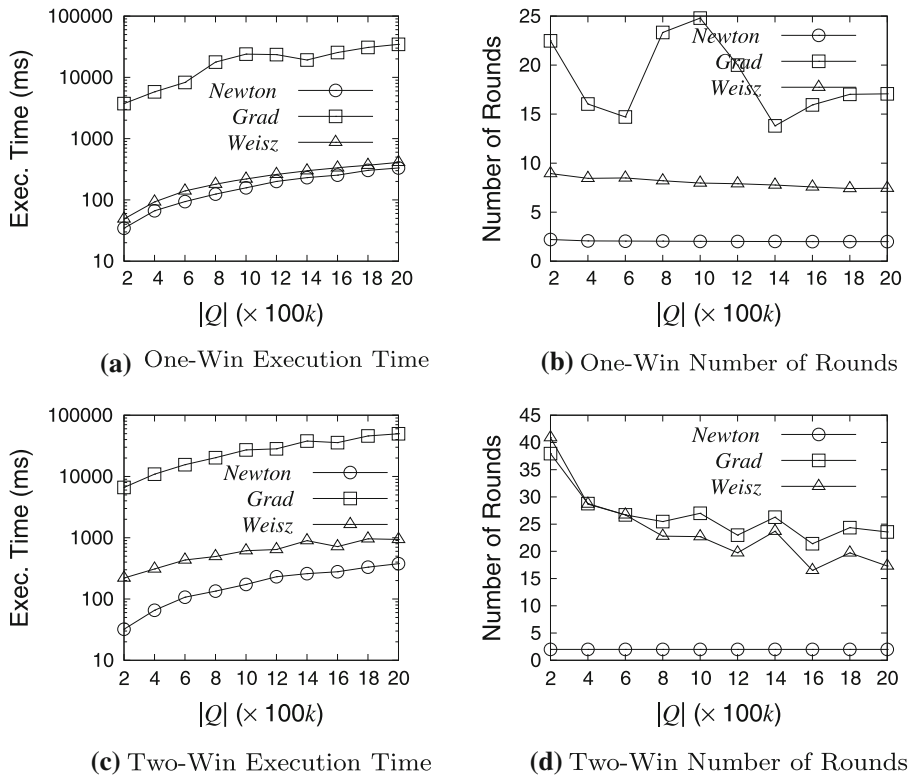 100000
10000
1000
100
10
Exec. Time (ms)
Newton
Grad
Weisz
2 4 6 8 10 12 14 16 18 20
|Q| (× 100k)
(a) One-Win Execution Time
25
20
15
10
5
0
Number of Rounds
Newton
Grad
Weisz
2 4 6 8 10 12 14 16 18 20
|Q| (× 100k)
(b) One-Win Number of Rounds
100000
10000
1000
100
10
Exec. Time (ms)
Newton
Grad
Weisz
2 4 6 8 10 12 14 16 18 20
|Q| (× 100k)
(c) Two-Win Execution Time
45
40
35
30
25
20
15
10
5
0
Number of Rounds
Newton
Grad
Weisz
2 4 6 8 10 12 14 16 18 20
|Q| (× 100k)
(d) Two-Win Number of Rounds